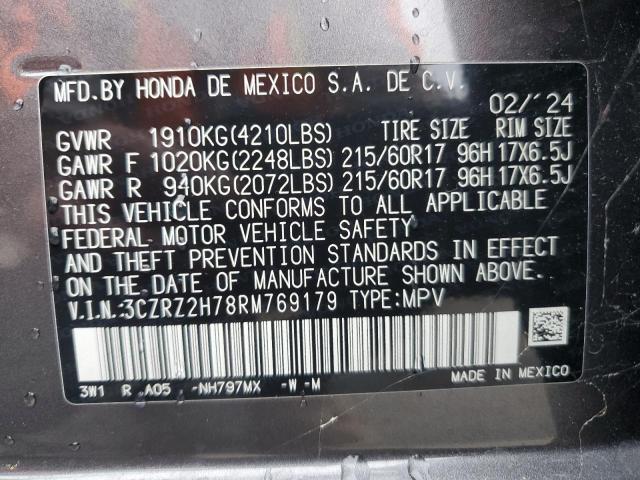 MFD.BY HONDA DE MEXICO S.A. DE C.V.
02/'24
GVWR 1910KG(4210LBS) TIRE SIZE RIM SIZE
GAWR F 1020KG(2248LBS) 215/60R17 96H 17X6.5J
GAWR R 940KG(2072LBS) 215/60R17 96H 17X6.5J
THIS VEHICLE CONFORMS TO ALL APPLICABLE
FEDERAL MOTOR VEHICLE SAFETY
AND THEFT PREVENTION STANDARDS IN EFFECT
ON THE DATE OF MANUFACTURE SHOWN ABOVE.
V.I.N.:3CZRZ2H78RM769179 TYPE:MPV
3W1 R A05 -NH797MX -W -M
MADE IN MEXICO